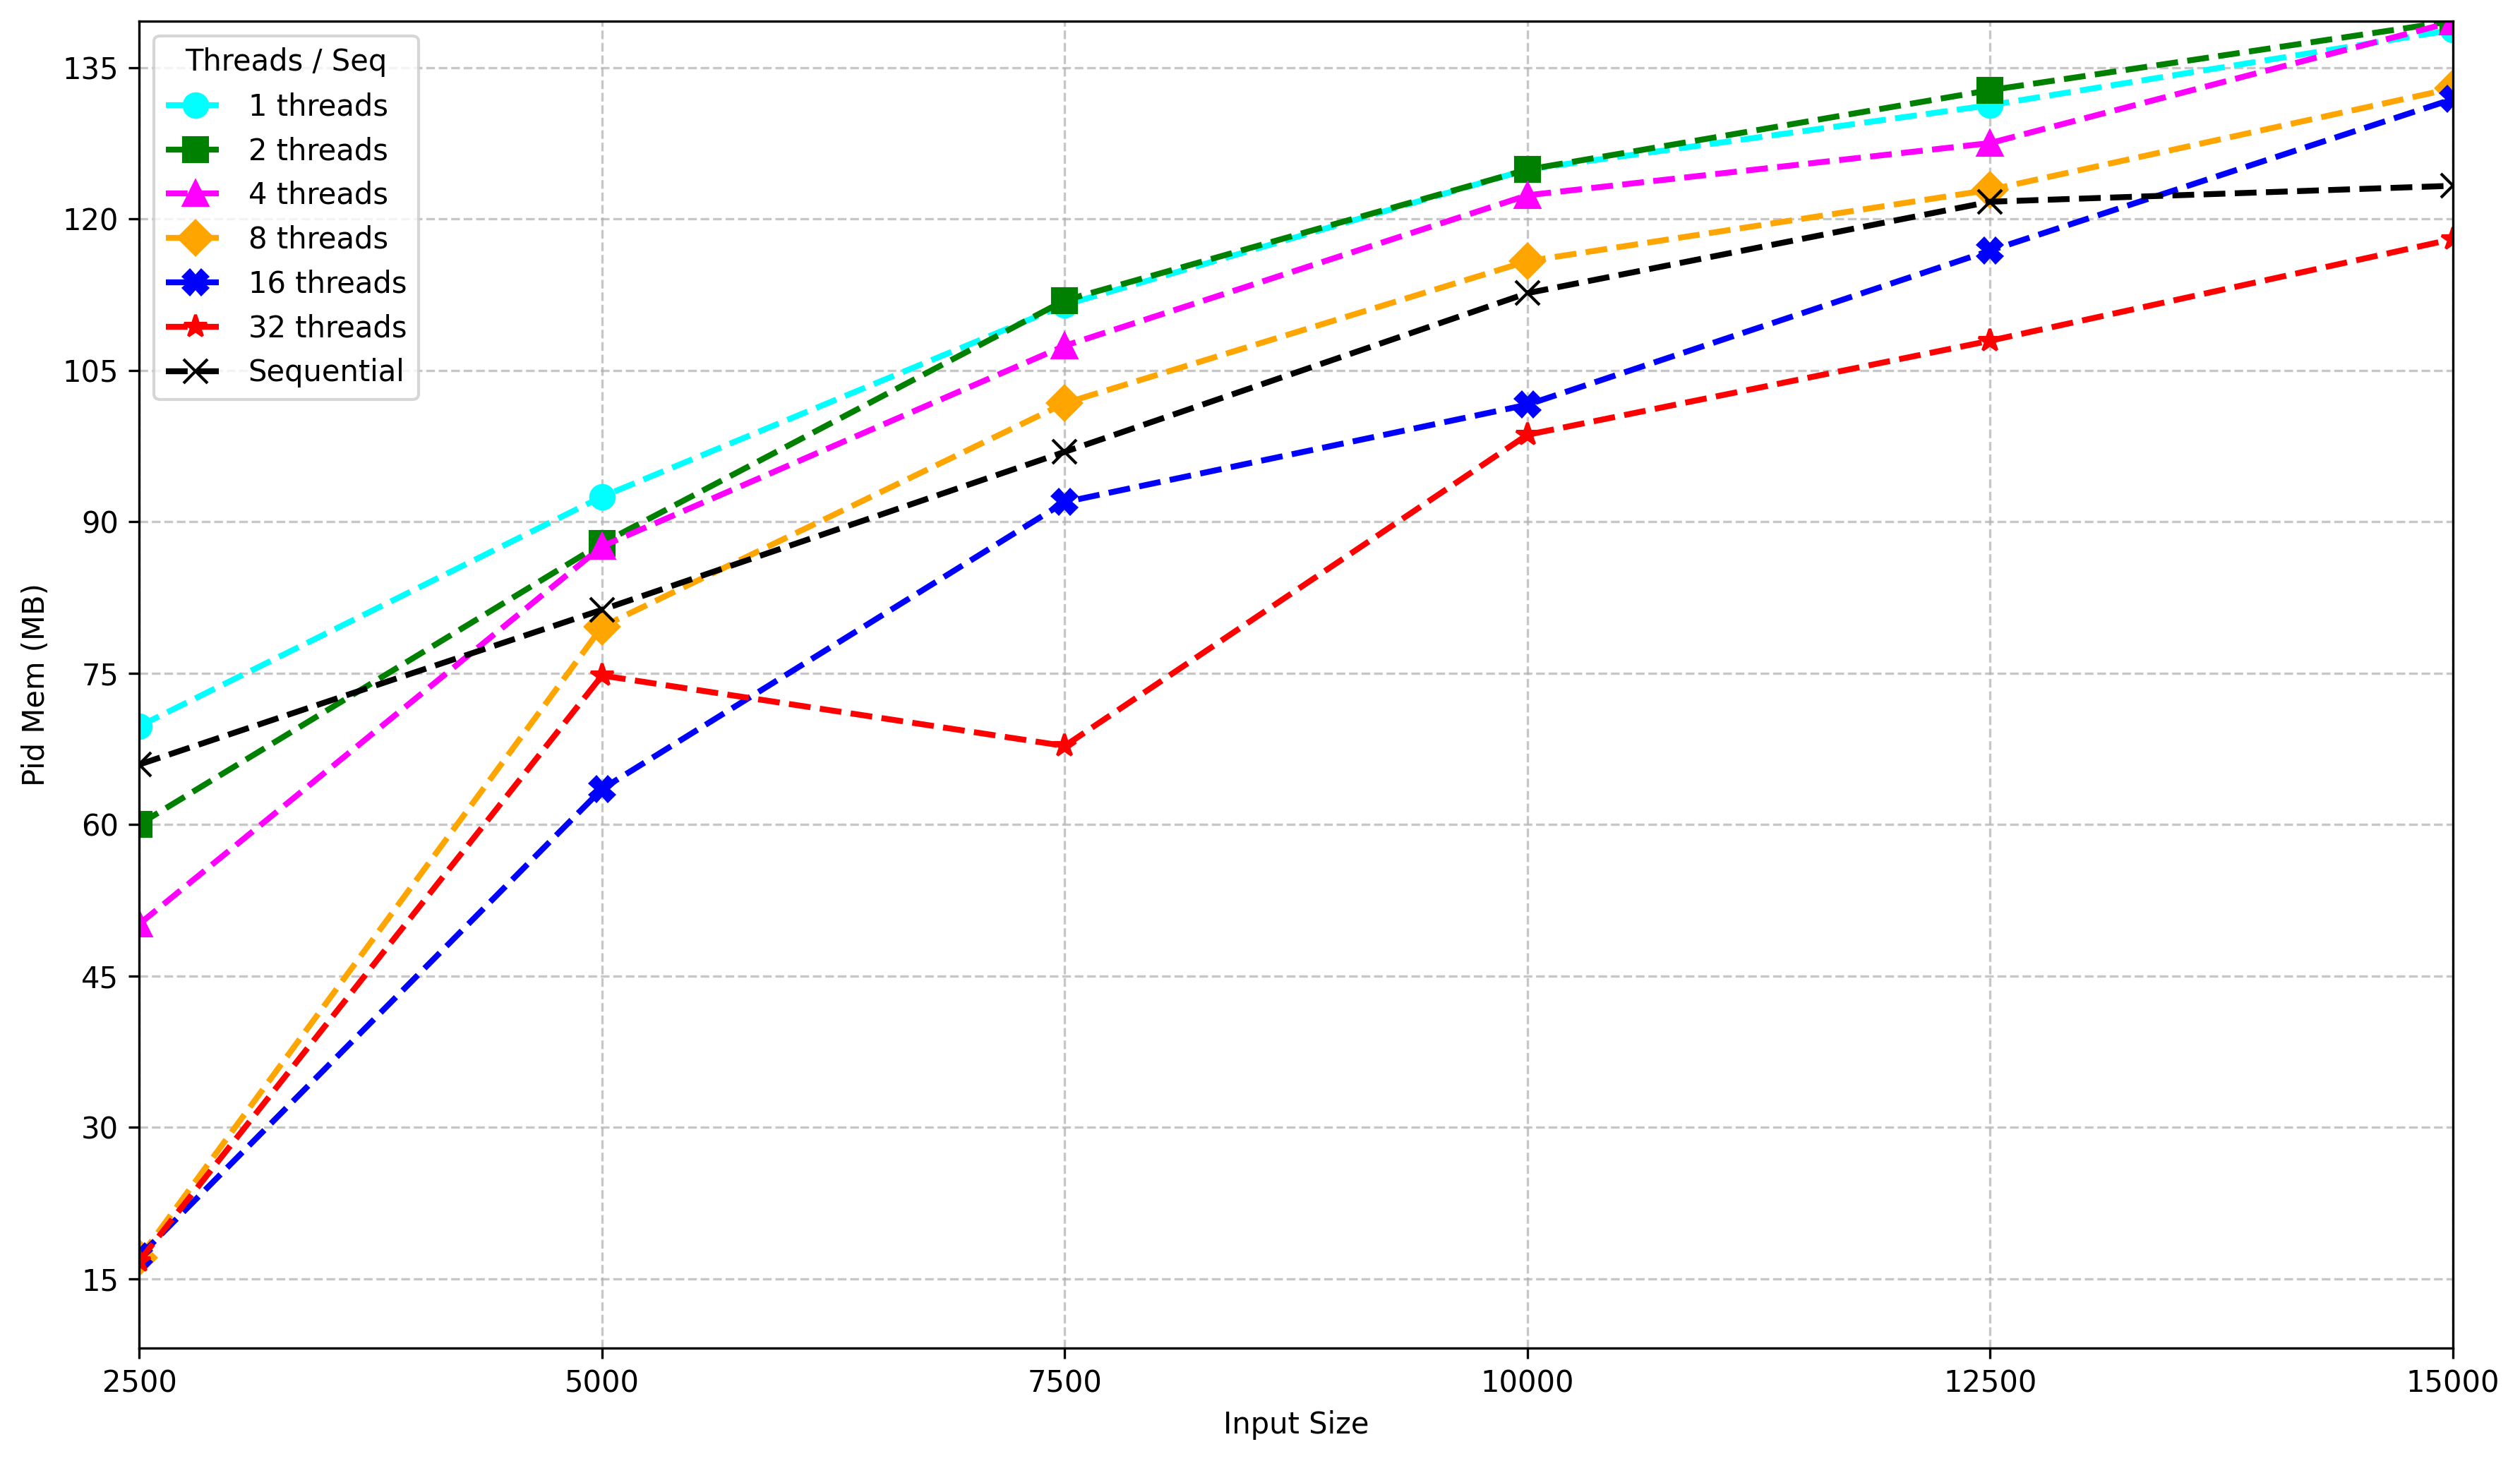 Threads / Seq
1 threads
2 threads
4 threads
8 threads
16 threads
32 threads
Sequential
135
120
105
90
75
60
45
30
15
Pid Mem (MB)
2500 5000 7500 10000 12500 15000
Input Size